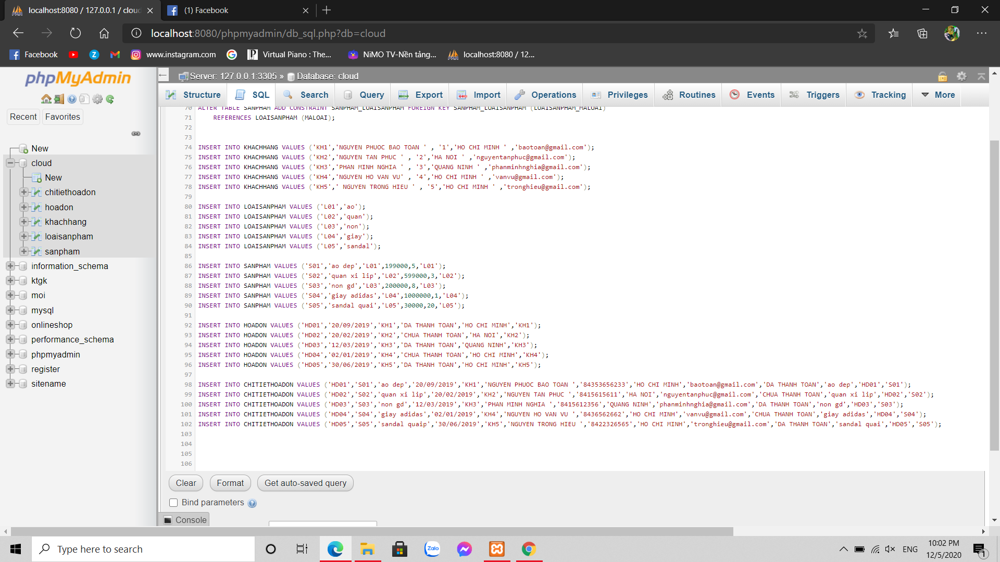 localhost:8080 / 127.0.0.1 / cloud
(1) Facebook
localhost:8080/phpmyadmin/db_sql.php?db=cloud
Facebook
www.instagram.com
Virtual Piano : The...
NiMO TV-Nền tảng...
localhost:8080 / 12...
phpMyAdmin
Recent
Favorites
New
cloud
New
chitiethoadon
hoadon
khachhang
loaisanpham
sanpham
information_schema
ktgk
moi
mysql
onlineshop
performance_schema
phpmyadmin
register
sitename
Server: 127.0.0.1:3305 » Database: cloud
Structure SQL Search Query Export Import Operations Privileges Routines Events Triggers Tracking More
70 ALTER TABLE SANPHAM ADD CONSTRAINT SANPHAM_LOAISANPHAM FOREIGN KEY SANPHAM_LOAISANPHAM (LOAISANPHAM_MALOAI)
71 REFERENCES LOAISANPHAM (MALOAI);
72
73
74 INSERT INTO KHACHHANG VALUES ('KH1','NGUYEN PHUOC BAO TOAN ' , '1','HO CHI MINH ' ,'baotoan@gmail.com');
75 INSERT INTO KHACHHANG VALUES ('KH2','NGUYEN TAN PHUC ' , '2','HA NOI ' ,'nguyentanphuc@gmail.com');
76 INSERT INTO KHACHHANG VALUES ('KH3','PHAN MINH NGHIA ' , '3','QUANG NINH ' ,'phanminhnghia@gmail.com');
77 INSERT INTO KHACHHANG VALUES ('KH4','NGUYEN HO VAN VU' , '4','HO CHI MINH ' ,'vanvu@gmail.com');
78 INSERT INTO KHACHHANG VALUES ('KH5',' NGUYEN TRONG HIEU ' , '5','HO CHI MINH ' ,'tronghieu@gmail.com');
79
80 INSERT INTO LOAISANPHAM VALUES ('L01','ao');
81 INSERT INTO LOAISANPHAM VALUES ('L02','quan');
82 INSERT INTO LOAISANPHAM VALUES ('L03','non');
83 INSERT INTO LOAISANPHAM VALUES ('L04','giay');
84 INSERT INTO LOAISANPHAM VALUES ('L05','sandal');
85
86 INSERT INTO SANPHAM VALUES ('S01','ao dep','L01',199000,5,'L01');
87 INSERT INTO SANPHAM VALUES ('S02','quan xi lip','L02',599000,3,'L02');
88 INSERT INTO SANPHAM VALUES ('S03','non gd','L03',200000,8,'L03');
89 INSERT INTO SANPHAM VALUES ('S04','giay adidas','L04',1000000,1,'L04');
90 INSERT INTO SANPHAM VALUES ('S05','sandal quai','L05',30000,20,'L05');
91
92 INSERT INTO HOADON VALUES ('HD01','20/09/2019','KH1','DA THANH TOAN','HO CHI MINH','KH1');
93 INSERT INTO HOADON VALUES ('HD02','20/02/2019','KH2','CHUA THANH TOAN','HA NOI','KH2');
94 INSERT INTO HOADON VALUES ('HD03','12/03/2019','KH3','DA THANH TOAN','QUANG NINH','KH3');
95 INSERT INTO HOADON VALUES ('HD04','02/01/2019','KH4','CHUA THANH TOAN','HO CHI MINH','KH4');
96 INSERT INTO HOADON VALUES ('HD05','30/06/2019','KH5','DA THANH TOAN','HO CHI MINH','KH5');
97
98 INSERT INTO CHITIETHOADON VALUES ('HD01','S01','ao dep','20/09/2019','KH1','NGUYEN PHUOC BAO TOAN ','84353656233','HO CHI MINH','baotoan@gmail.com','DA THANH TOAN','ao dep','HD01','S01');
99 INSERT INTO CHITIETHOADON VALUES ('HD02','S02','quan xi lip','20/02/2019','KH2','NGUYEN TAN PHUC ','8415615611','HA NOI','nguyentanphuc@gmail.com','CHUA THANH TOAN','quan xi lip','HD02','S02');
100 INSERT INTO CHITIETHOADON VALUES ('HD03','S03','non gd','12/03/2019','KH3','PHAN MINH NGHIA ','8415612356','QUANG NINH','phanminhnghia@gmail.com','DA THANH TOAN','non gd','HD03','S03');
101 INSERT INTO CHITIETHOADON VALUES ('HD04','S04','giay adidas','02/01/2019','KH4','NGUYEN HO VAN VU ','8436562662','HO CHI MINH','vanvu@gmail.com','CHUA THANH TOAN','giay adidas','HD04','S04');
102 INSERT INTO CHITIETHOADON VALUES ('HD05','S05','sandal quaip','30/06/2019','KH5','NGUYEN TRONG HIEU ','8422326565','HO CHI MINH','tronghieu@gmail.com','DA THANH TOAN','sandal quai','HD05','S05');
103
104
105
106
Clear Format Get auto-saved query
Bind parameters
Console
Type here to search
Zalo
ENG
10:02 PM
12/5/2020
1